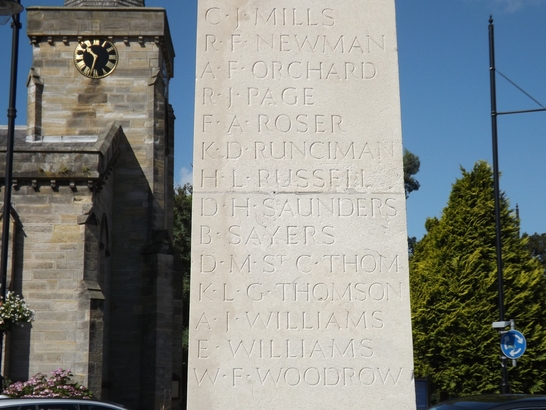 C·J·MILLS
R·F·NEWMAN
A·F·ORCHARD
R·J·PAGE
F·A·ROSER
K·D·RUNCIMAN
H·L·RUSSELL
D·H·SAUNDERS
B·SAYERS
D·M·ST C·THOM
K·L·G·THOMSON
A·J·WILLIAMS
E·WILLIAMS
W·F·WOODROW